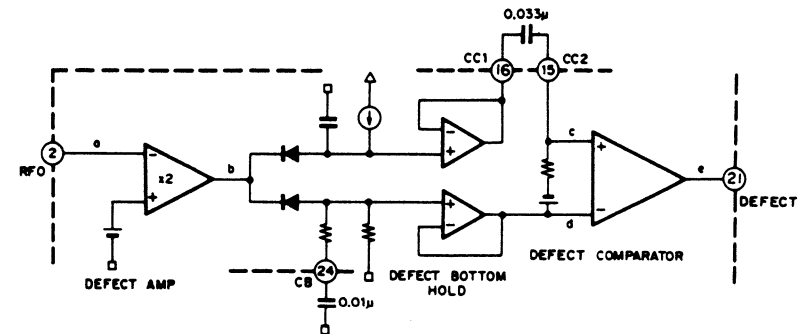 0.033μ
CC1
16
15
CC2
2
a
RFO
-
x2
+
b
-
+
+
-
c
+
-
d
e
21
DEFECT
DEFECT COMPARATOR
DEFECT AMP
CB
24
0.01μ
DEFECT BOTTOM
HOLD